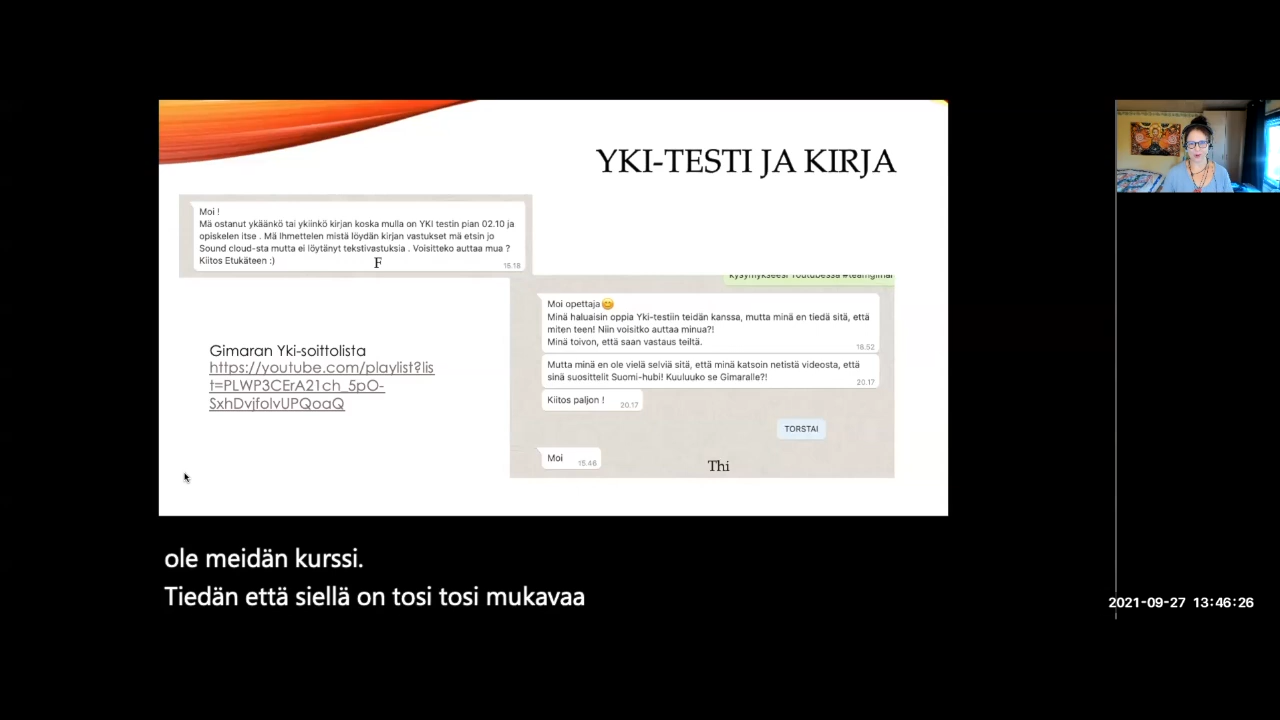 YKI-TESTI JA KIRJA
Moi !
Mä ostanut ykäänkö tai ykiinkö kirjan koska mulla on YKI testin pian 02.10 ja
opiskelen itse . Mä Ihmettelen mistä löydän kirjan vastukset mä etsin jo
Sound cloud-sta mutta ei löytänyt tekstivastuksia . Voisitteko auttaa mua ?
Kiitos Etukäteen :)
F
15.18
kysymykseesi Youtubessa #teamgimar
Moi opettaja😊
Minä haluaisin oppia Yki-testiin teidän kanssa, mutta minä en tiedä sitä, että
miten teen! Niin voisitko auttaa minua?!
Minä toivon, että saan vastaus teiltä.
18.52
Mutta minä en ole vielä selviä sitä, että minä katsoin netistä videosta, että
sinä suosittelit Suomi-hubi! Kuuluuko se Gimaralle?!
20.17
Kiitos paljon !
20.17
TORSTAI
Moi
15.46
Thi
Gimaran Yki-soittolista
https://youtube.com/playlist?lis
t=PLWP3CErA21ch_5pO-
SxhDvjfolvUPQoaQ
ole meidän kurssi.
Tiedän että siellä on tosi tosi mukavaa
2021-09-27 13:46:26